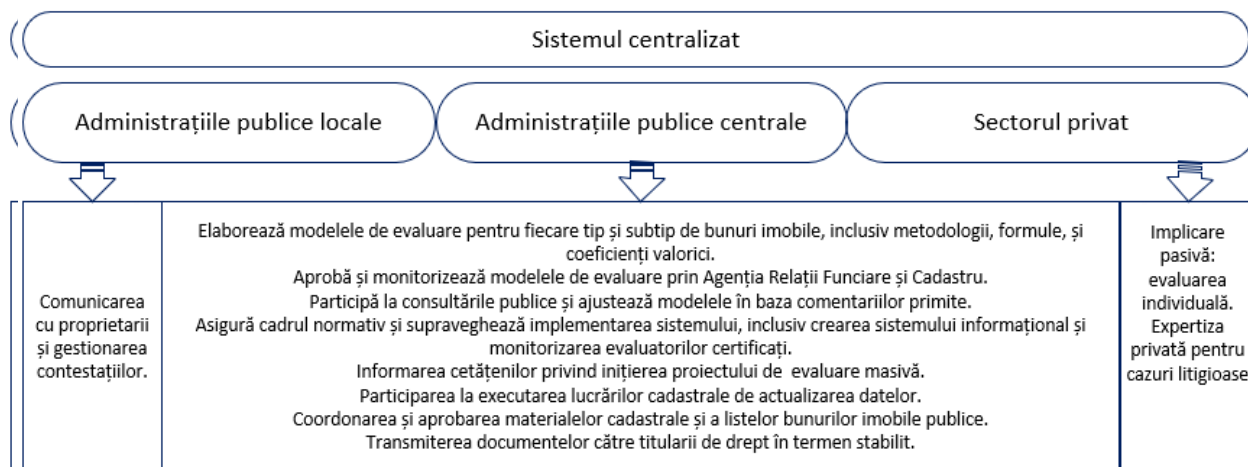 Sistemul centralizat
Administrațiile publice locale
Administrațiile publice centrale
Sectorul privat
Comunicarea
cu proprietarii
și gestionarea
contestațiilor.
Elaborează modelele de evaluare pentru fiecare tip și subtip de bunuri imobile, inclusiv metodologii, formule, și
coeficienți valorici.
Aprobă și monitorizează modelele de evaluare prin Agenția Relații Funciare și Cadastru.
Participă la consultările publice și ajustează modelele în baza comentariilor primite.
Asigură cadrul normativ și supraveghează implementarea sistemului, inclusiv crearea sistemului informațional și
monitorizarea evaluatorilor certificați.
Informarea cetățenilor privind inițierea proiectului de evaluare masivă.
Participarea la executarea lucrărilor cadastrale de actualizarea datelor.
Coordonarea și aprobarea materialelor cadastrale și a listelor bunurilor imobile publice.
Transmiterea documentelor către titularii de drept în termen stabilit.
Implicare
pasivă:
evaluarea
individuală.
Expertiza
privată pentru
cazuri litigioase